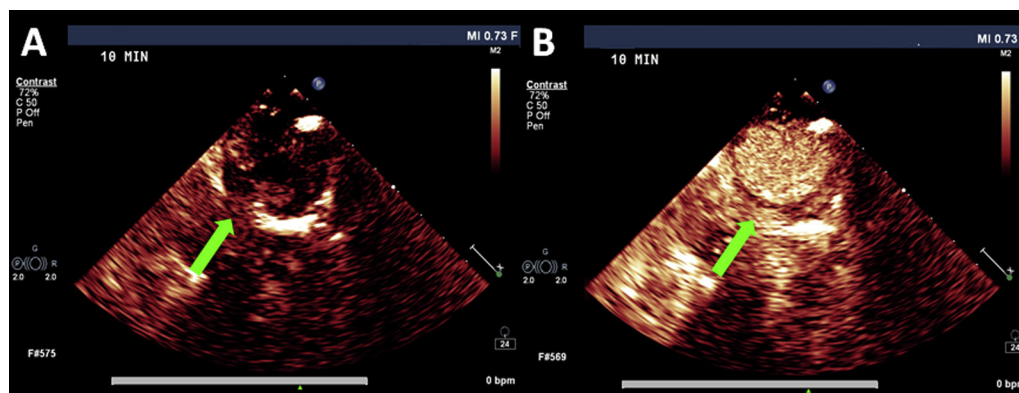 A
MI 0.73 F
M2
10 MIN
Contrast
72%
C 50
P Off
Pen
P
G
P R
2.0 2.0
24
F#575
0 bpm
B
MI 0.73
M2
10 MIN
Contrast
72%
C 50
P Off
Pen
P
G
P R
2.0 2.0
24
F#569
0 bpm